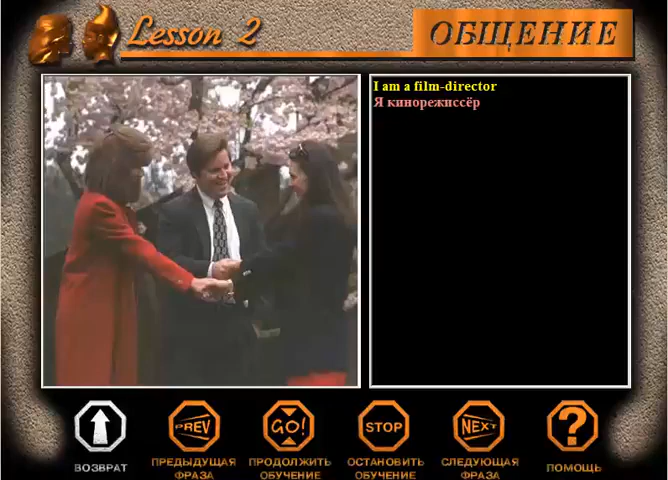 Lesson 2
ОБЩЕНИЕ
I am a film-director
Я кинорежиссёр
PREV
GO!
STOP
NEXT
?
ВОЗВРАТ
ПРЕДЫДУЩАЯ ФРАЗА
ПРОДОЛЖИТЬ ОБУЧЕНИЕ
ОСТАНОВИТЬ ОБУЧЕНИЕ
СЛЕДУЮЩАЯ ФРАЗА
ПОМОЩЬ